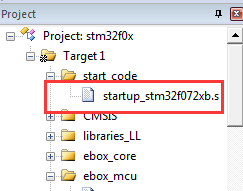 Project
Project: stm32f0x
Target 1
start_code
startup_stm32f072xb.s
CMSIS
libraries_LL
ebox_core
ebox_mcu